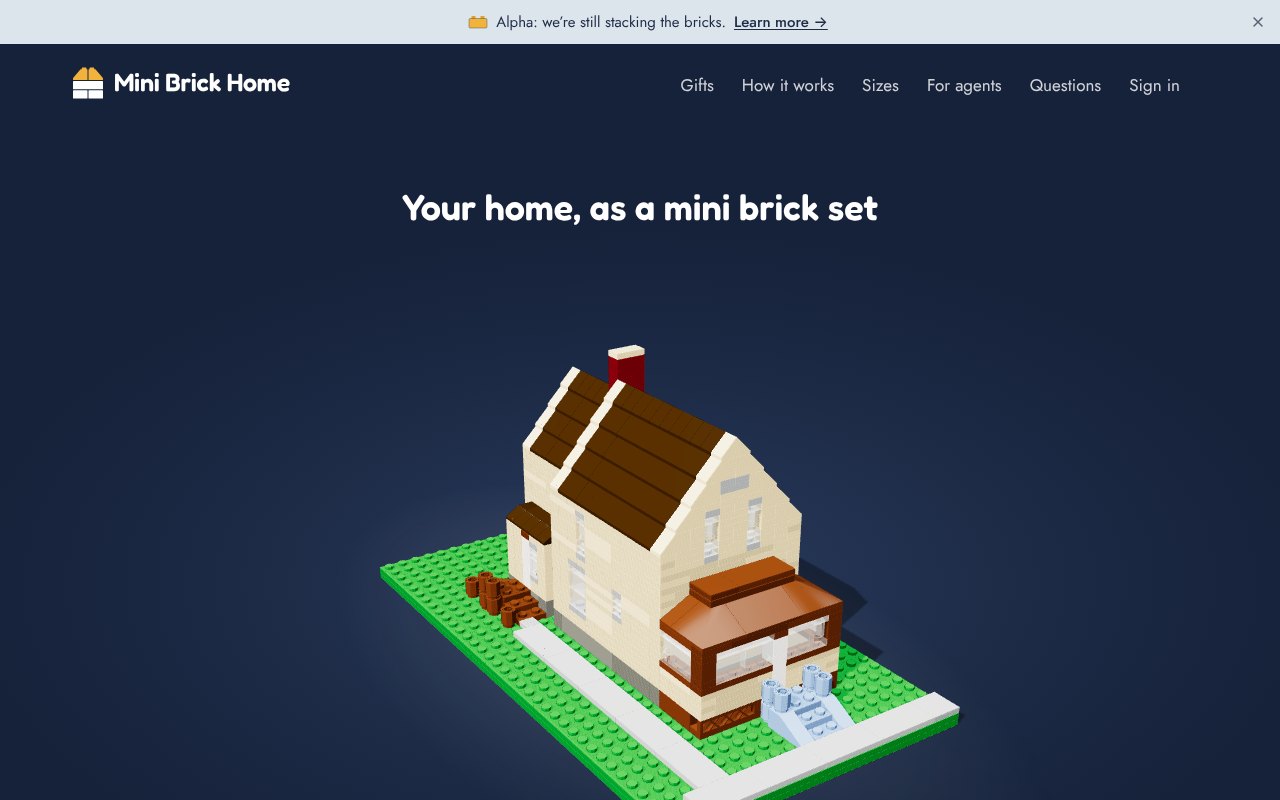 Alpha: we’re still stacking the bricks. Learn more →
Mini Brick Home
Gifts How it works Sizes For agents Questions Sign in
Your home, as a mini brick set